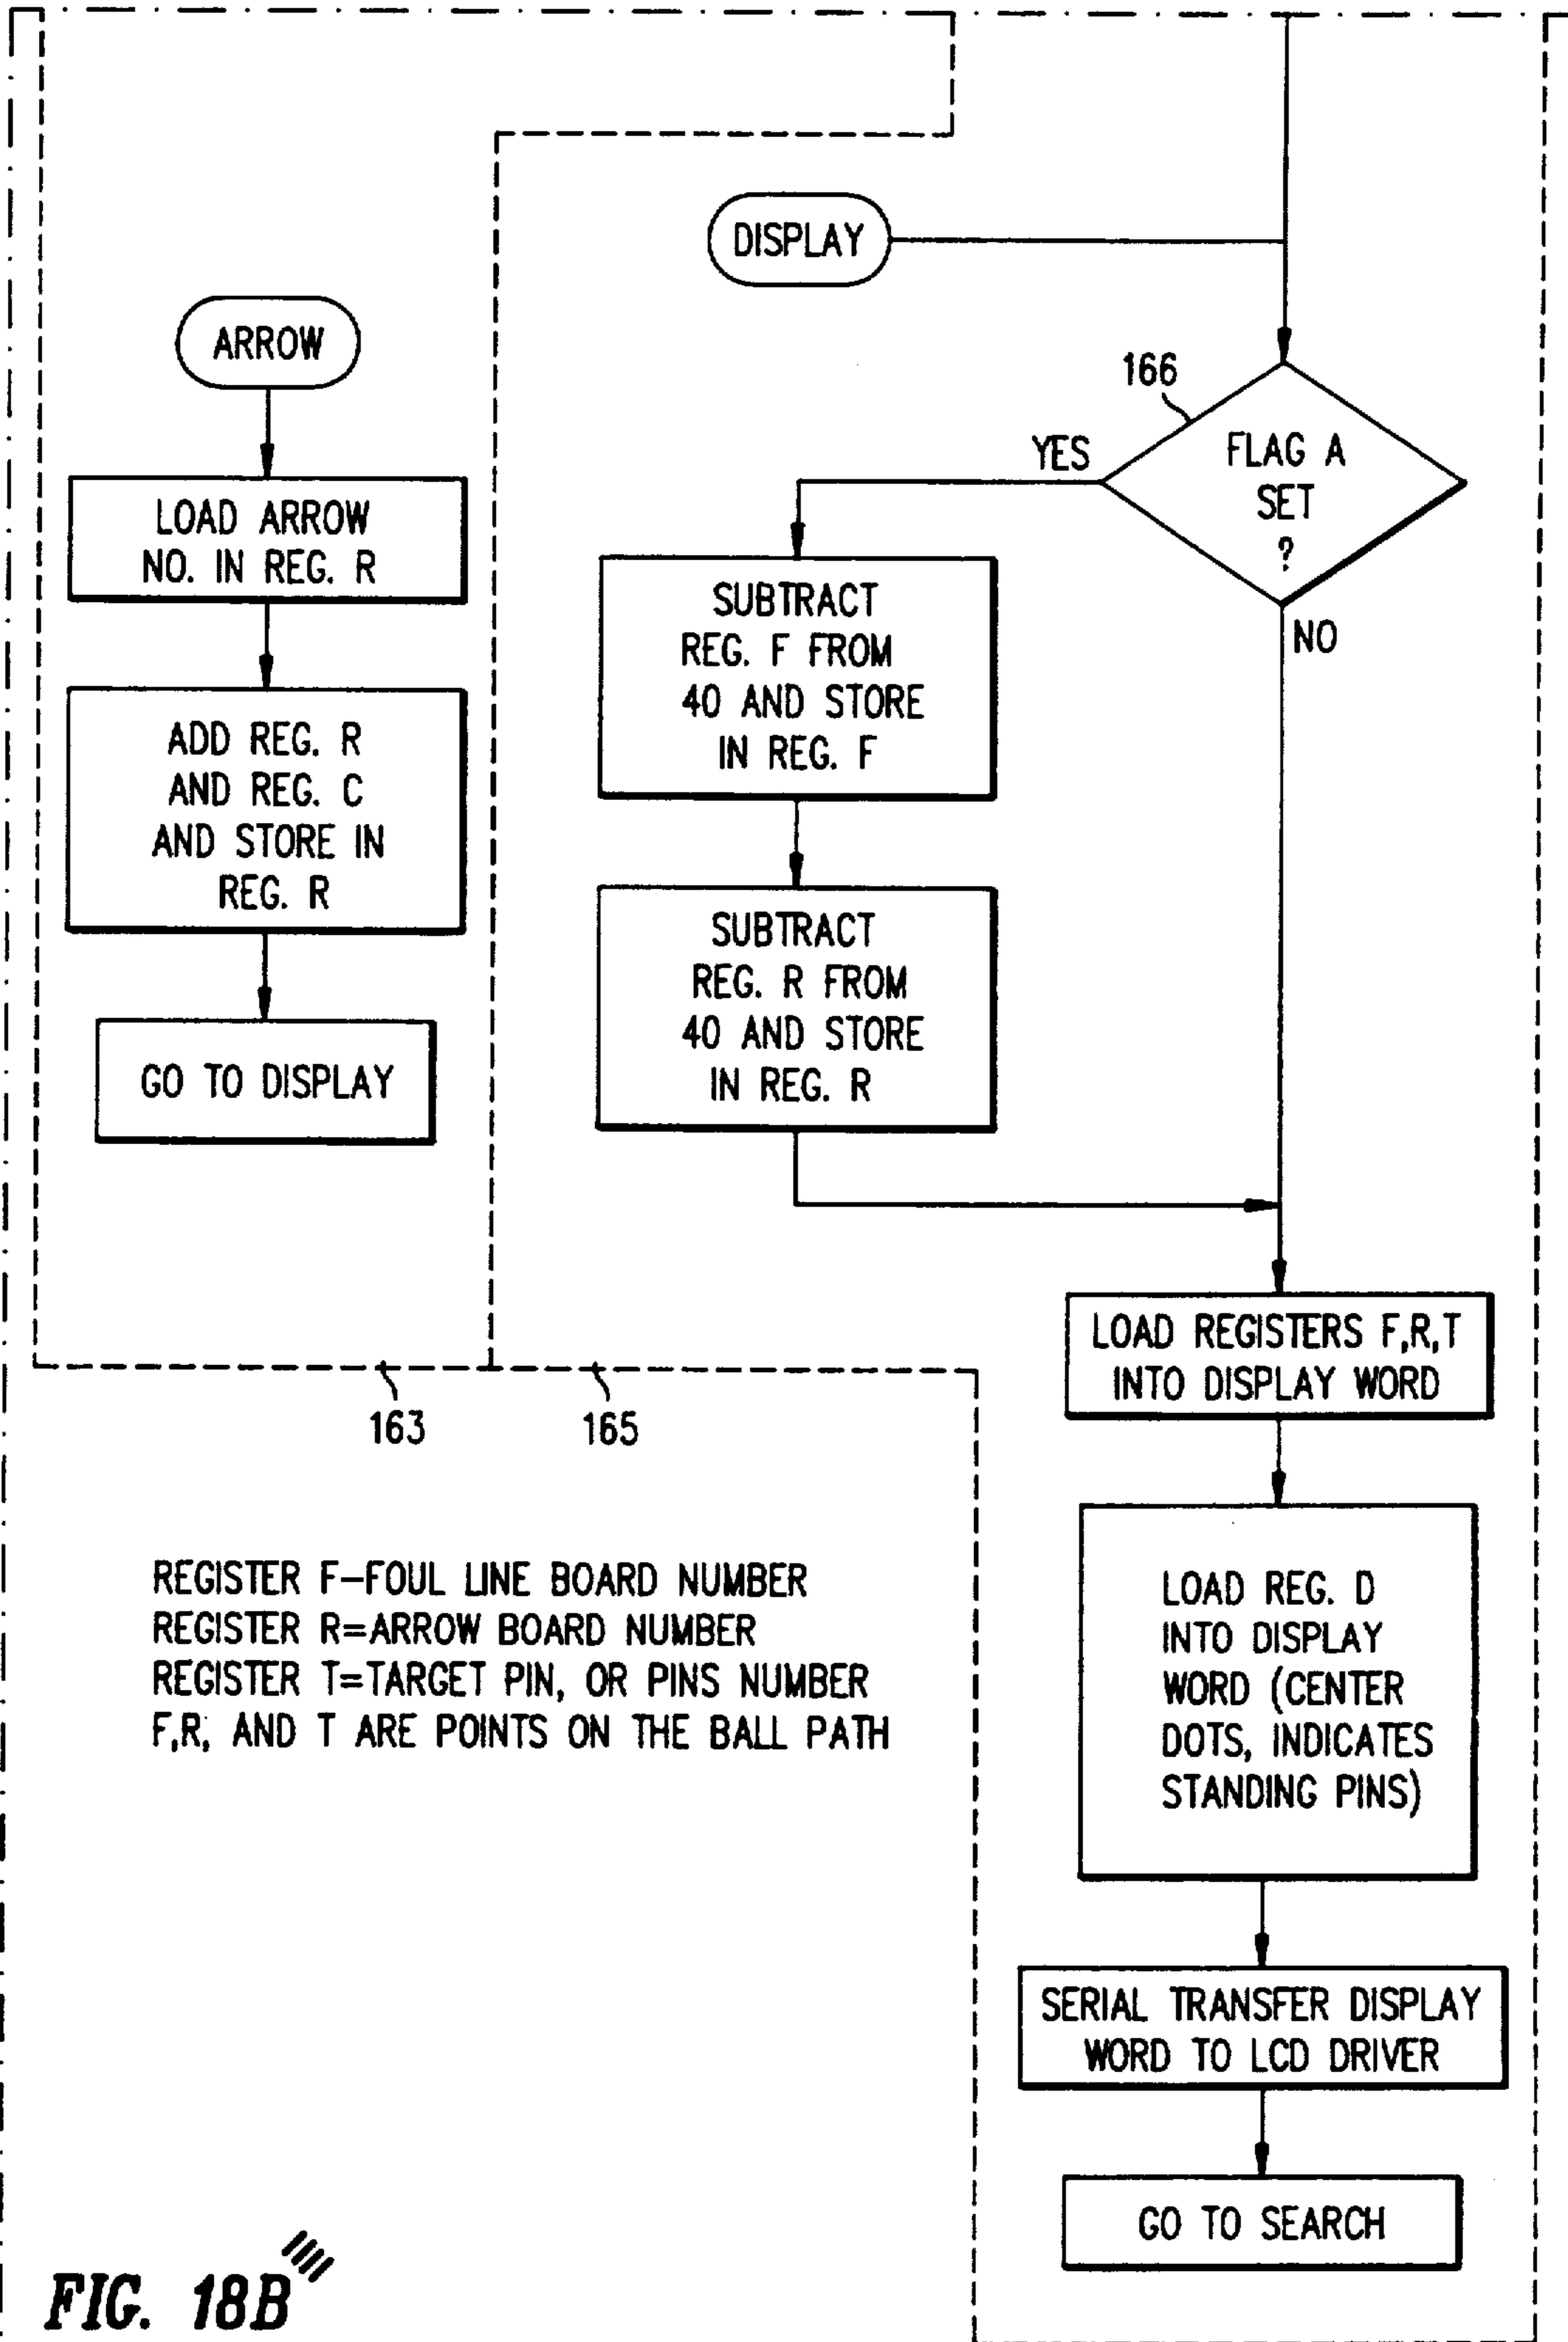 DISPLAY
ARROW
LOAD ARROW
NO. IN REG. R
ADD REG. R
AND REG. C
AND STORE IN
REG. R
GO TO DISPLAY
166
FLAG A
SET
?
YES
NO
SUBTRACT
REG. F FROM
40 AND STORE
IN REG. F
SUBTRACT
REG. R FROM
40 AND STORE
IN REG. R
LOAD REGISTERS F,R,T
INTO DISPLAY WORD
163
165
LOAD REG. D
INTO DISPLAY
WORD (CENTER
DOTS, INDICATES
STANDING PINS)
REGISTER F–FOUL LINE BOARD NUMBER
REGISTER R=ARROW BOARD NUMBER
REGISTER T=TARGET PIN, OR PINS NUMBER
F,R, AND T ARE POINTS ON THE BALL PATH
SERIAL TRANSFER DISPLAY
WORD TO LCD DRIVER
GO TO SEARCH
FIG. 18B